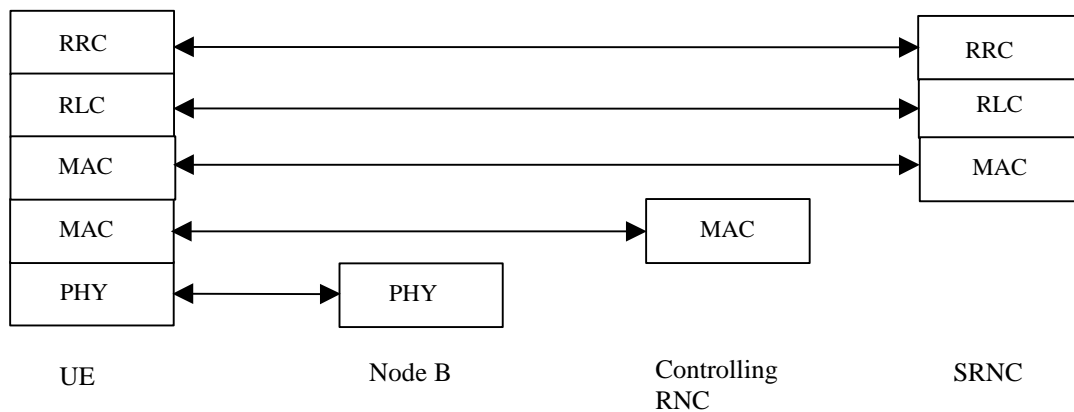 RRC
RRC
RLC
RLC
MAC
MAC
MAC
MAC
PHY
PHY
UE
Node B
Controlling
RNC
SRNC